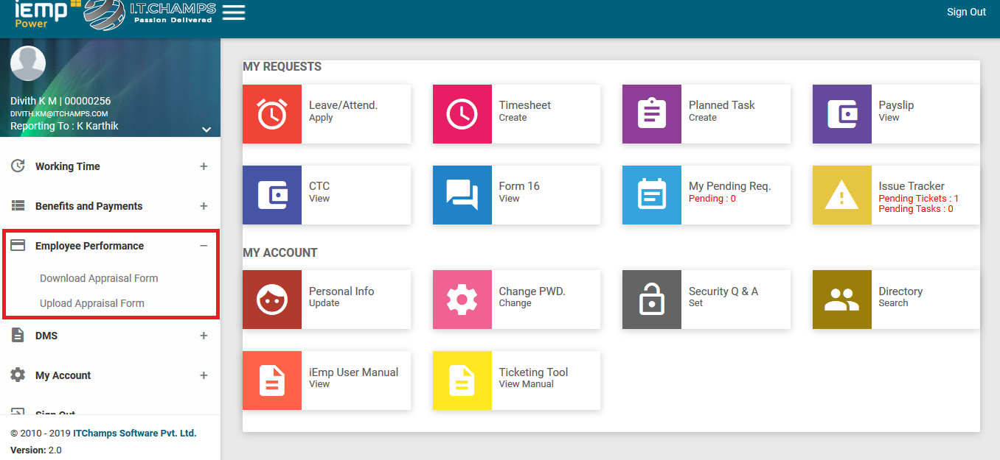 iEmp
Power
I.T.CHAMPS
Passion Delivered
Sign Out
Divith K M | 00000256
DIVITH.KM@ITCHAMPS.COM
Reporting To : K Karthik
Working Time
Benefits and Payments
Employee Performance
Download Appraisal Form
Upload Appraisal Form
DMS
My Account
Sign Out
© 2010 - 2019 ITChamps Software Pvt. Ltd.
Version: 2.0
MY REQUESTS
Leave/Attend.
Apply
Timesheet
Create
Planned Task
Create
Payslip
View
CTC
View
Form 16
View
My Pending Req.
Pending : 0
Issue Tracker
Pending Tickets : 1
Pending Tasks : 0
MY ACCOUNT
Personal Info
Update
Change PWD.
Change
Security Q & A
Set
Directory
Search
iEmp User Manual
View
Ticketing Tool
View Manual